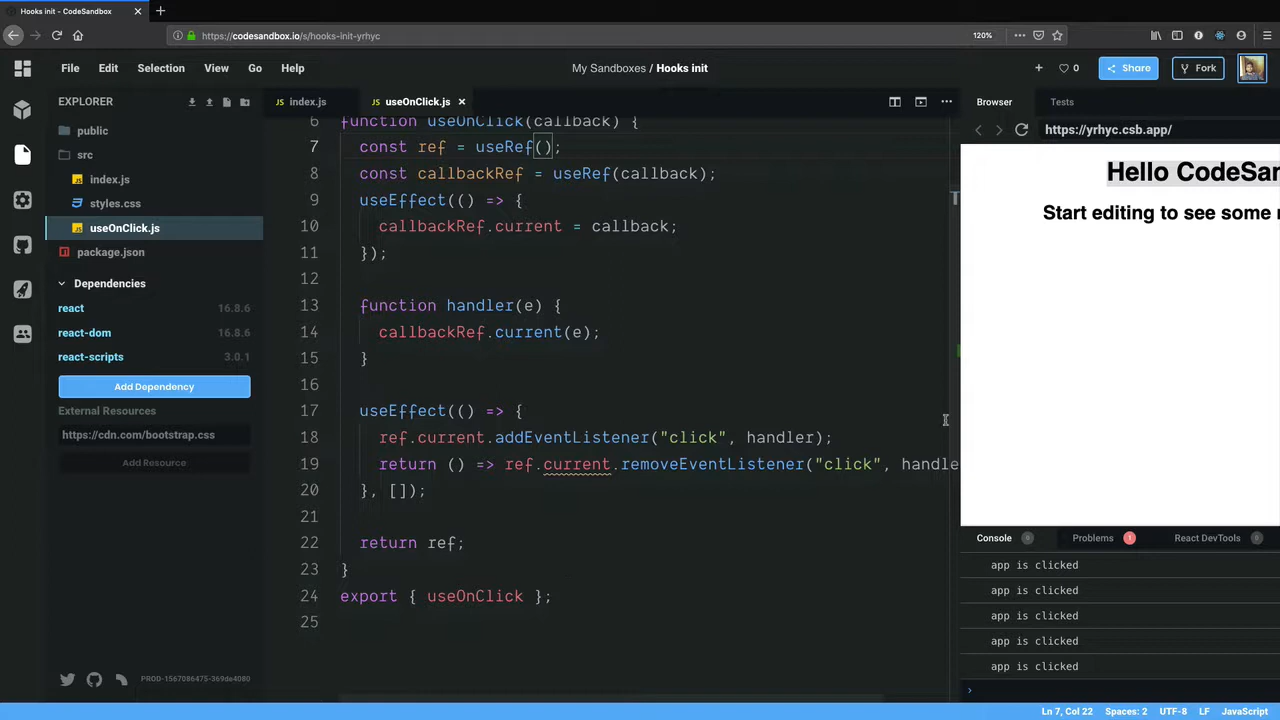 Hooks init - CodeSandbox
https://codesandbox.io/s/hooks-init-yrhyc
120%
File Edit Selection View Go Help
My Sandboxes / Hooks init
0
Share
Fork
EXPLORER
public
src
index.js
styles.css
useOnClick.js
package.json
Dependencies
react 16.8.6
react-dom 16.8.6
react-scripts 3.0.1
Add Dependency
External Resources
https://cdn.com/bootstrap.css
Add Resource
PROD-1567086475-369de4080
index.js
useOnClick.js
6 function useOnClick(callback) {
7 const ref = useRef();
8 const callbackRef = useRef(callback);
9 useEffect(() => {
10 callbackRef.current = callback;
11 });
12
13 function handler(e) {
14 callbackRef.current(e);
15 }
16
17 useEffect(() => {
18 ref.current.addEventListener("click", handler);
19 return () => ref.current.removeEventListener("click", handle
20 }, []);
21
22 return ref;
23 }
24 export { useOnClick };
25
Browser Tests
https://yrhyc.csb.app/
Hello CodeSan
Start editing to see some
Console 0 Problems 1 React DevTools 0
app is clicked
app is clicked
app is clicked
app is clicked
app is clicked
Ln 7, Col 22 Spaces: 2 UTF-8 LF JavaScript